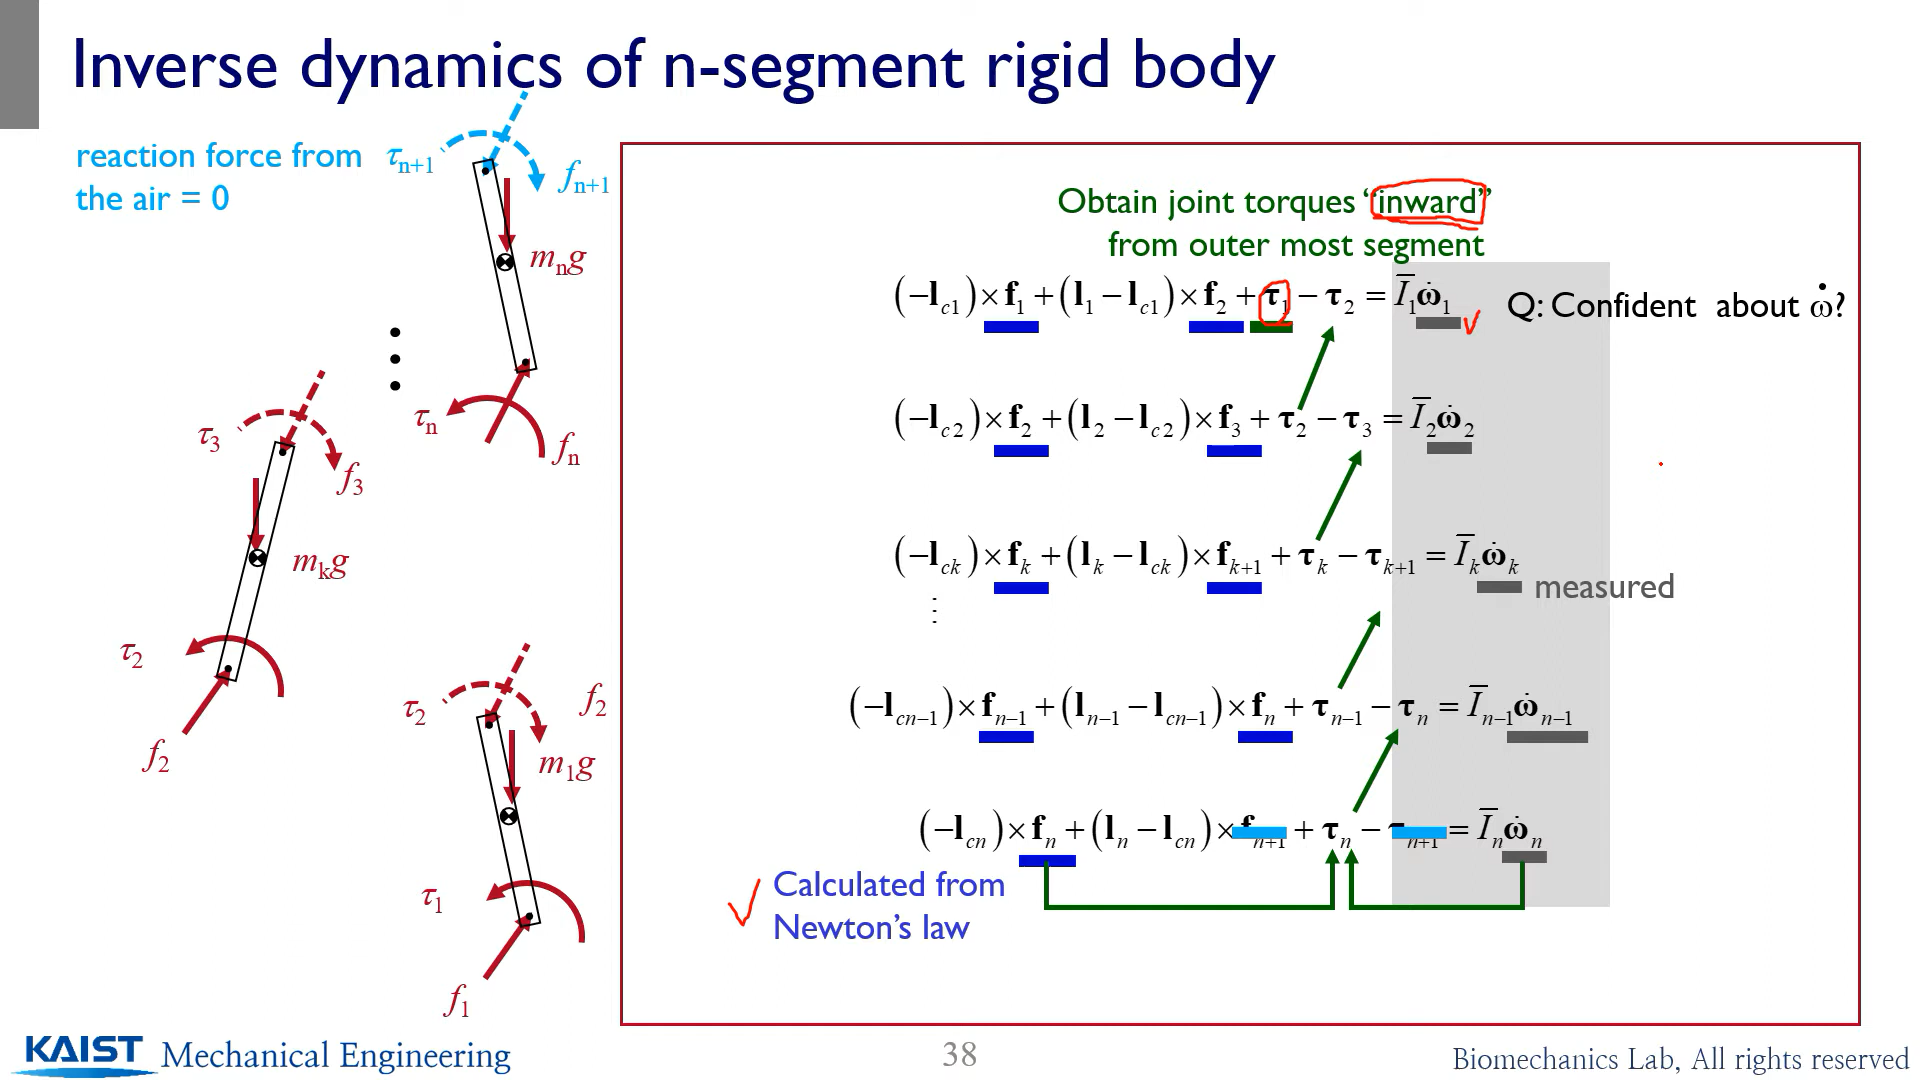 Inverse dynamics of n-segment rigid body
reaction force from
the air = 0
τn+1
fn+1
mng
τn
fn
τ3
f3
mkg
τ2
f2
τ2
f2
m1g
τ1
f1
Obtain joint torques “inward”
from outer most segment
(−lc1)×f1+(l1−lc1)×f2+τ1−τ2=I̅1ω̇1
Q: Confident about ω̇?
(−lc2)×f2+(l2−lc2)×f3+τ2−τ3=I̅2ω̇2
(−lck)×fk+(lk−lck)×fk+1+τk−τk+1=I̅kω̇k
measured
⋮
(−lcn−1)×fn−1+(ln−1−lcn−1)×fn+τn−1−τn=I̅n−1ω̇n−1
(−lcn)×fn+(ln−lcn)×fn+1+τn−τn+1=I̅nω̇n
Calculated from
Newton's law
KAIST Mechanical Engineering
38
Biomechanics Lab, All rights reserved